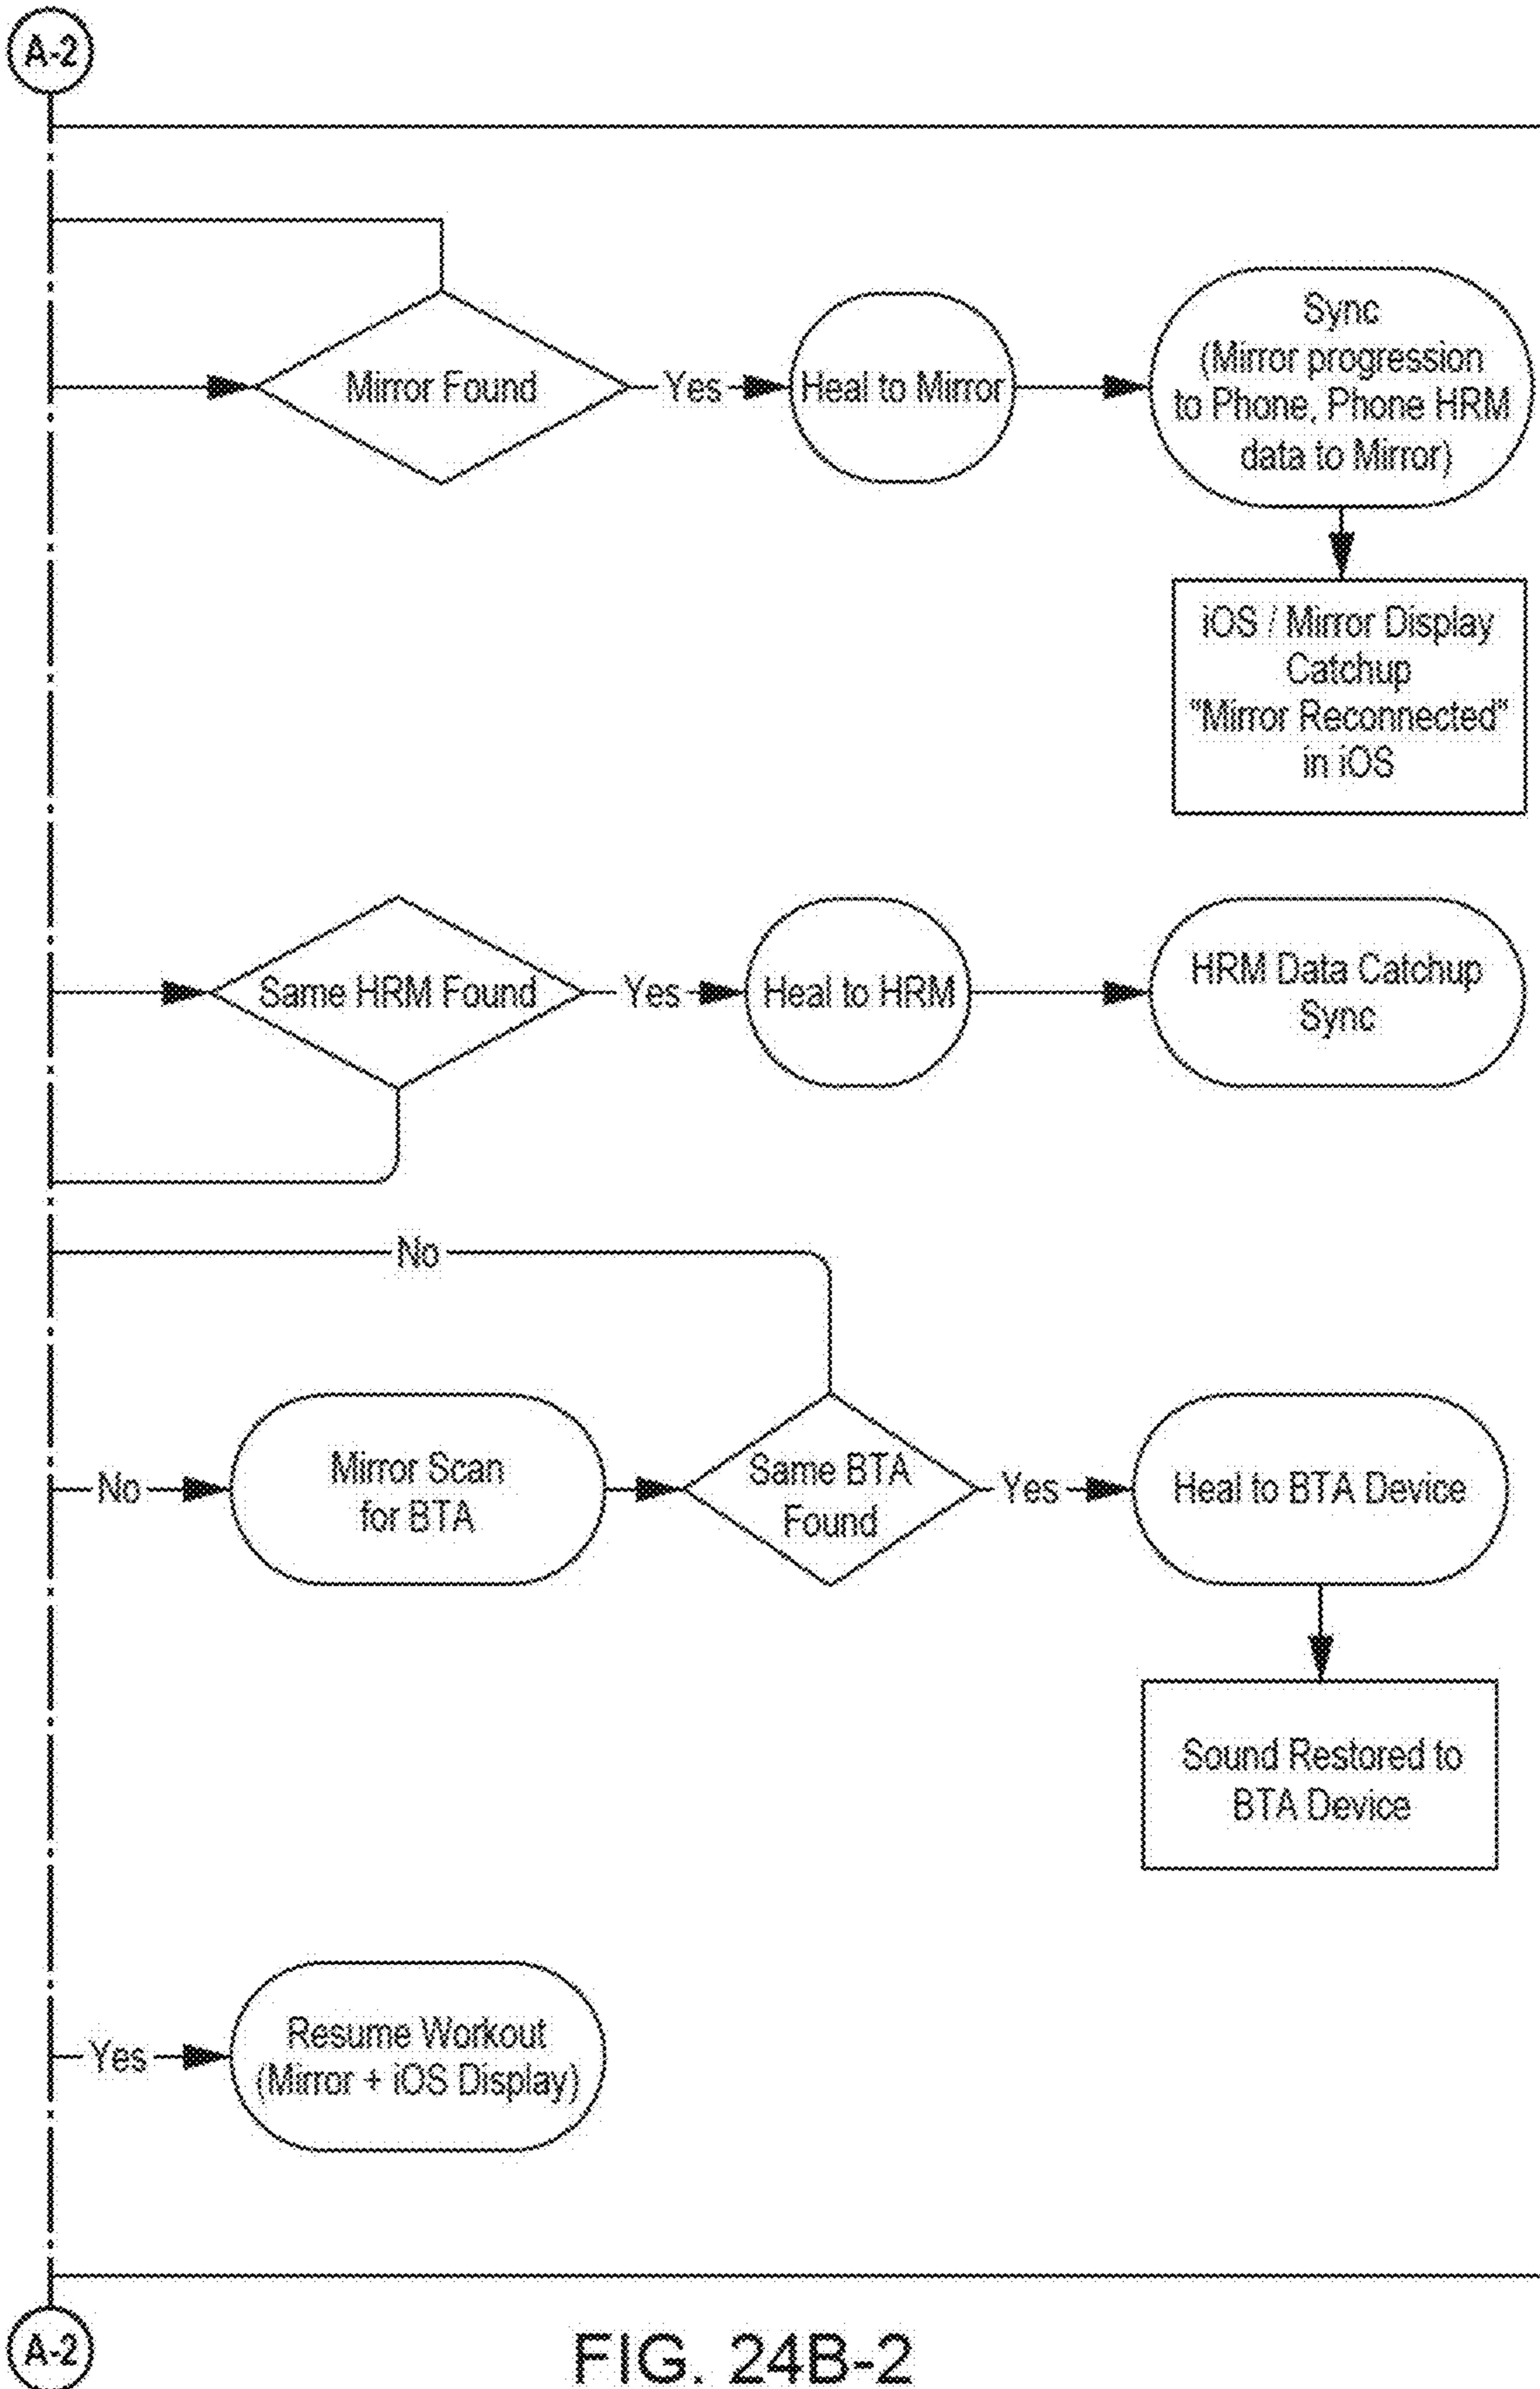 A-2
Mirror Found
Yes
Heal to Mirror
Sync
(Mirror progression
to Phone, Phone HRM
data to Mirror)
iOS / Mirror Display
Catchup
"Mirror Reconnected"
in iOS
Same HRM Found
Yes
Heal to HRM
HRM Data Catchup
Sync
No
No
Mirror Scan
for BTA
Same BTA
Found
Yes
Heal to BTA Device
Sound Restored to
BTA Device
Yes
Resume Workout
(Mirror + iOS Display)
A-2
FIG. 24B-2